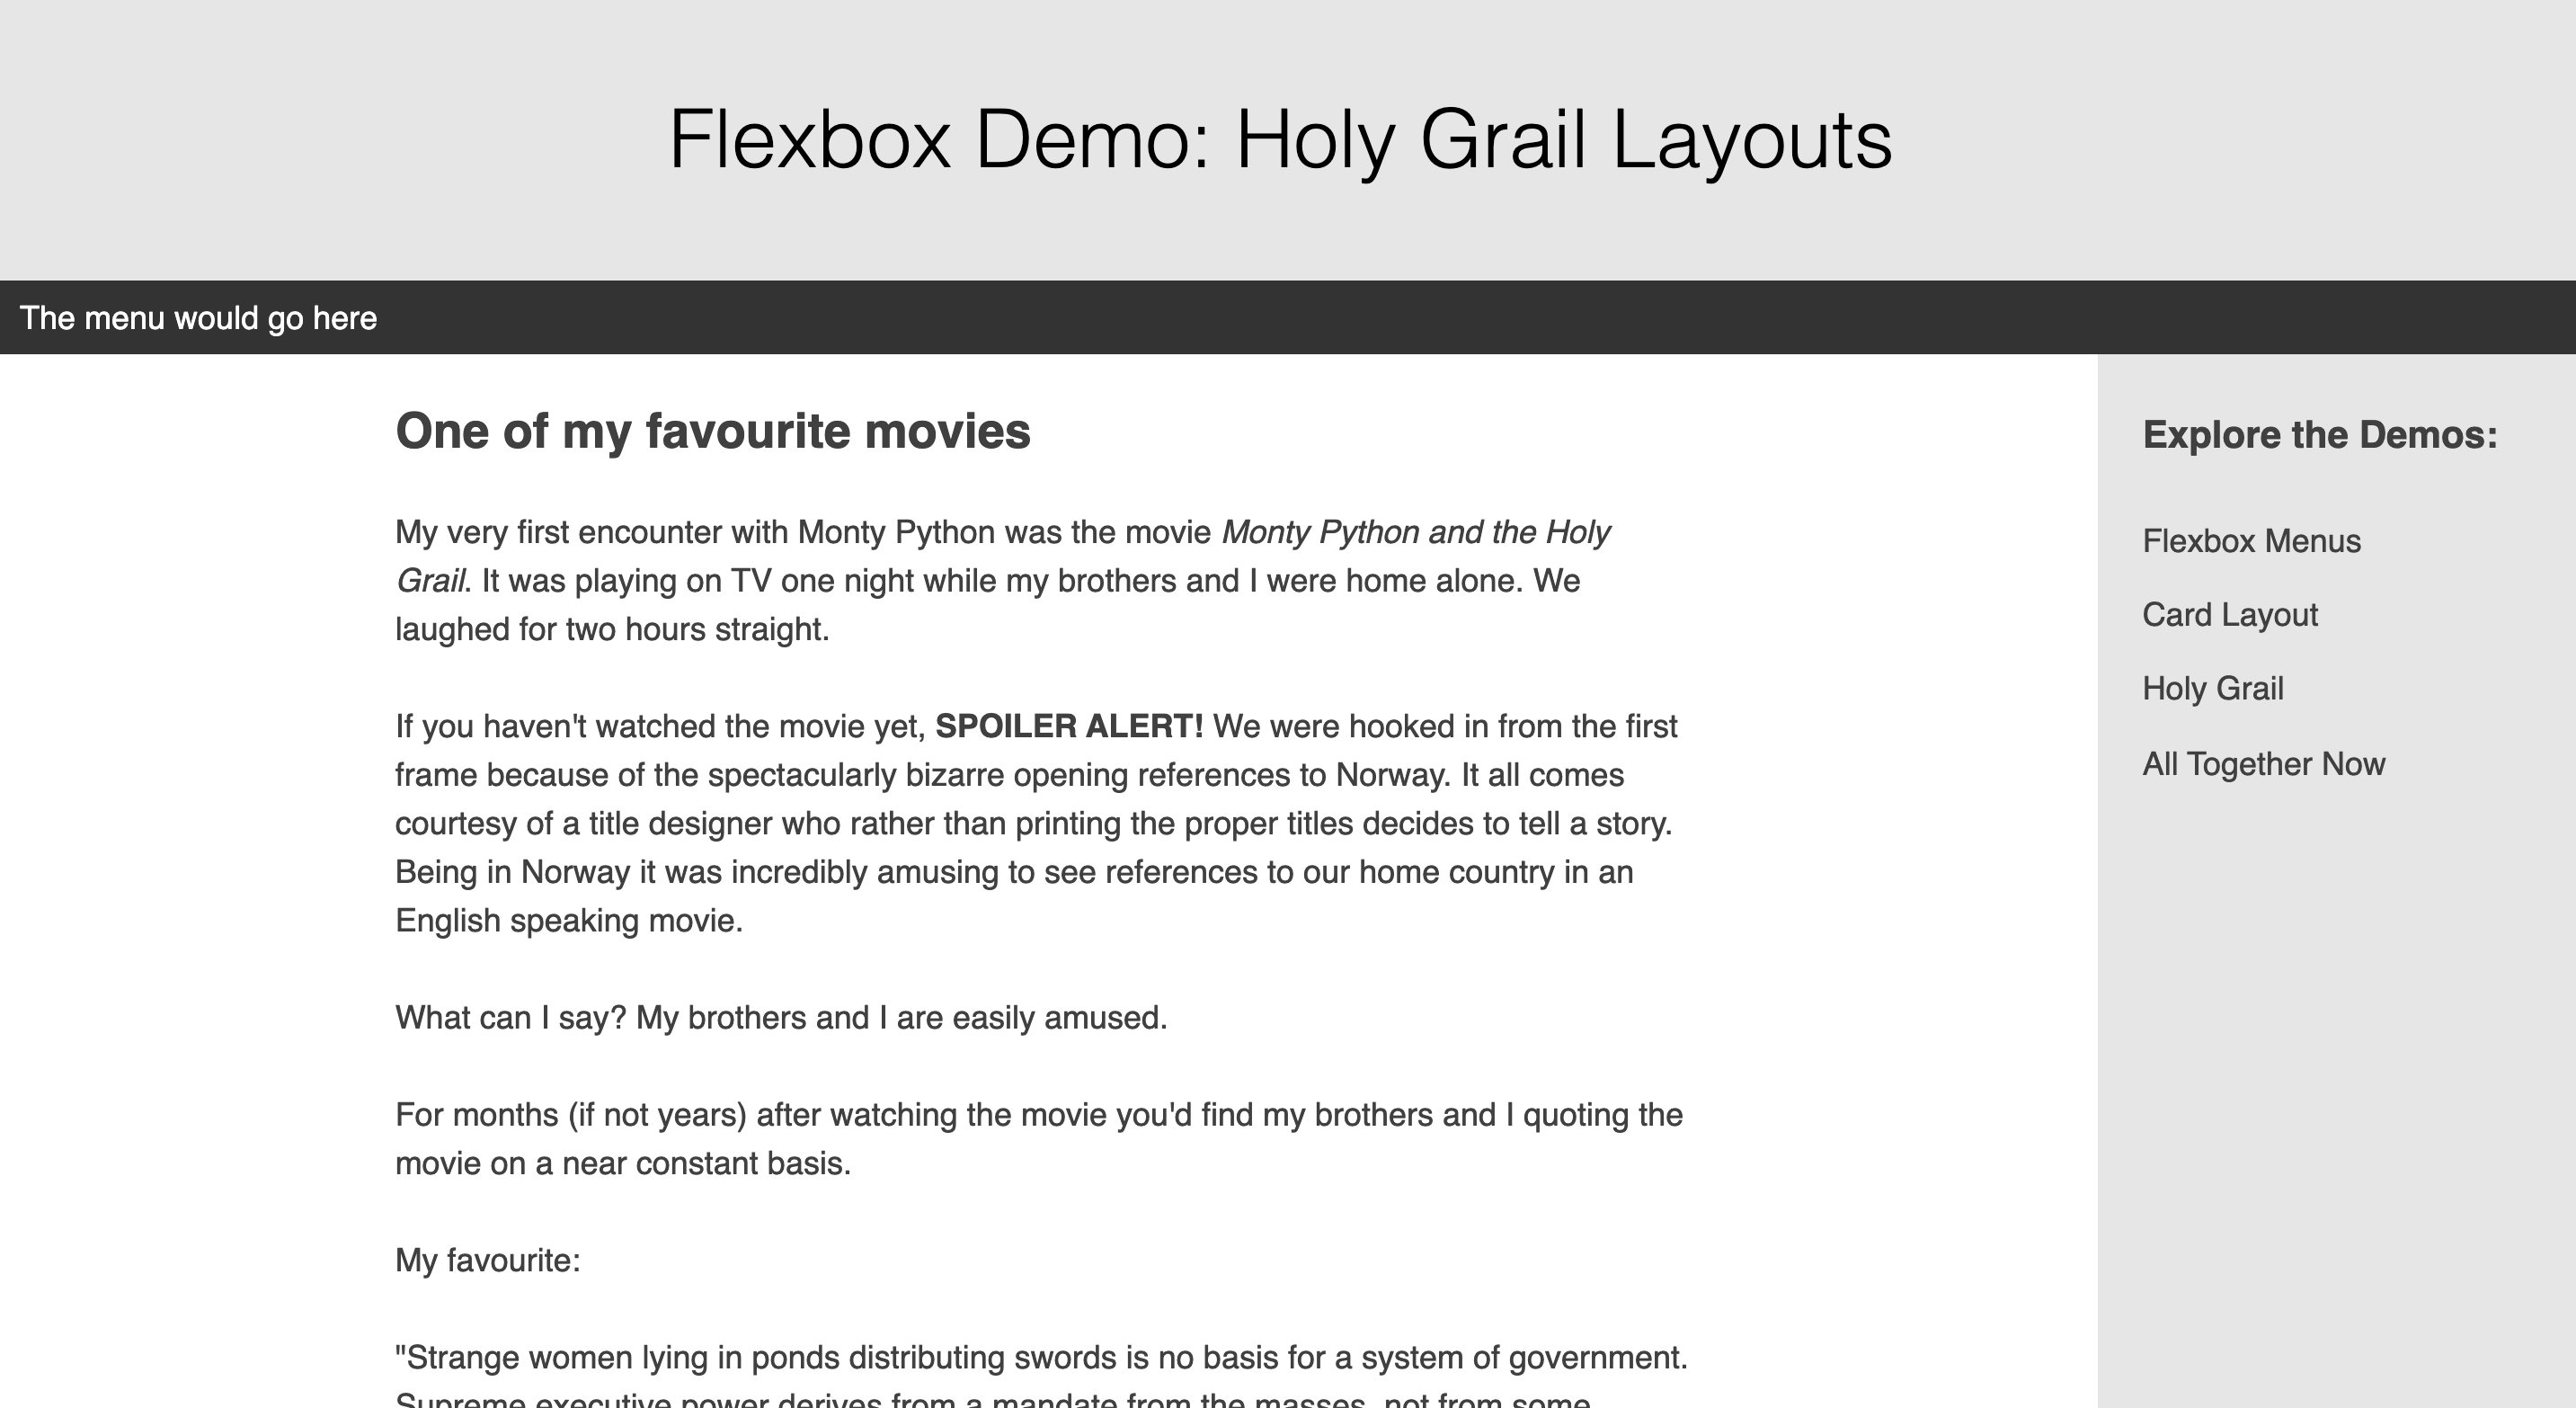 Flexbox Demo: Holy Grail Layouts
The menu would go here
One of my favourite movies
My very first encounter with Monty Python was the movie Monty Python and the Holy
Grail. It was playing on TV one night while my brothers and I were home alone. We
laughed for two hours straight.
If you haven't watched the movie yet, SPOILER ALERT! We were hooked in from the first
frame because of the spectacularly bizarre opening references to Norway. It all comes
courtesy of a title designer who rather than printing the proper titles decides to tell a story.
Being in Norway it was incredibly amusing to see references to our home country in an
English speaking movie.
What can I say? My brothers and I are easily amused.
For months (if not years) after watching the movie you'd find my brothers and I quoting the
movie on a near constant basis.
My favourite:
"Strange women lying in ponds distributing swords is no basis for a system of government.
Supreme executive power derives from a mandate from the masses, not from some
Explore the Demos:
Flexbox Menus
Card Layout
Holy Grail
All Together Now